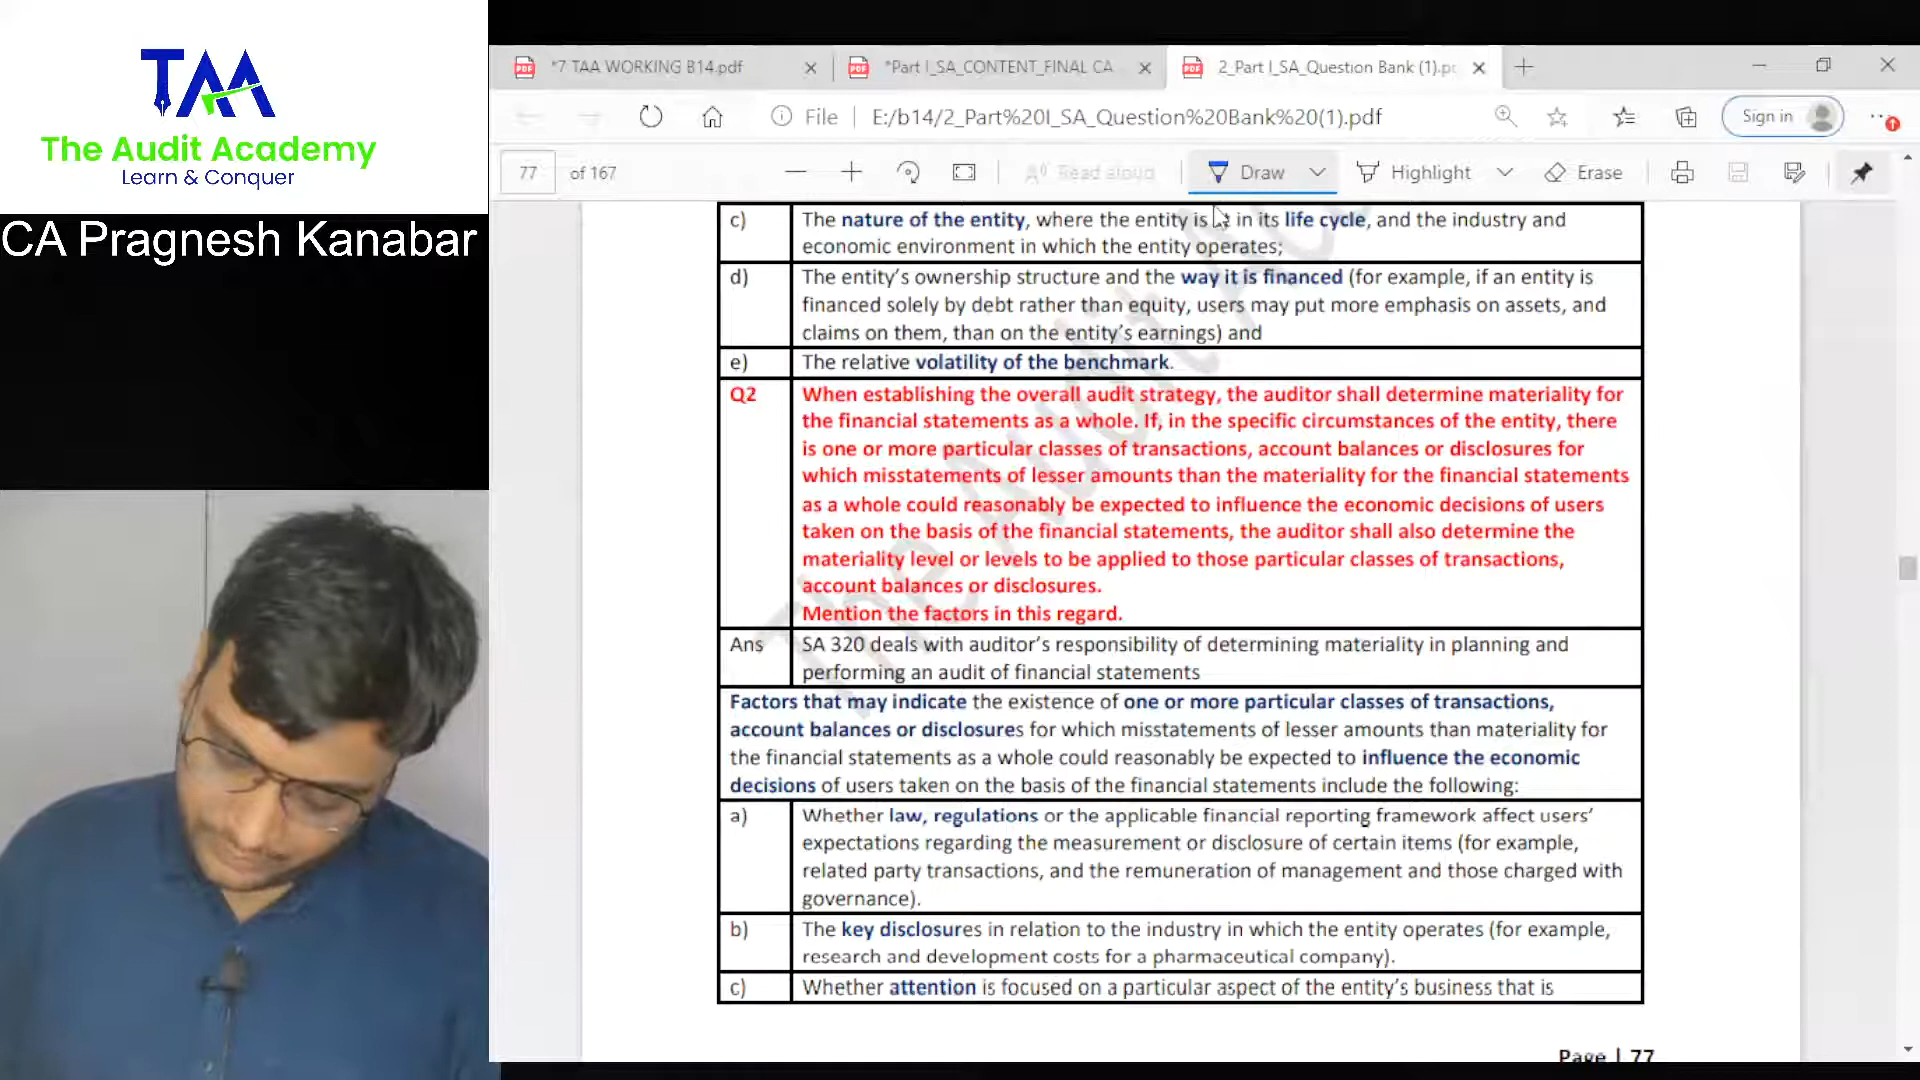 TAA
The Audit Academy
Learn & Conquer
CA Pragnesh Kanabar
*7 TAA WORKING B14.pdf
*Part I_SA_CONTENT_FINAL CA
2_Part I_SA_Question Bank (1).pc
File
E:/b14/2_Part%20I_SA_Question%20Bank%20(1).pdf
Sign in
77 of 167
Read aloud
Draw
Highlight
Erase
c) The nature of the entity, where the entity is at in its life cycle, and the industry and
economic environment in which the entity operates;
d) The entity's ownership structure and the way it is financed (for example, if an entity is
financed solely by debt rather than equity, users may put more emphasis on assets, and
claims on them, than on the entity's earnings) and
e) The relative volatility of the benchmark.
Q2 When establishing the overall audit strategy, the auditor shall determine materiality for
the financial statements as a whole. If, in the specific circumstances of the entity, there
is one or more particular classes of transactions, account balances or disclosures for
which misstatements of lesser amounts than the materiality for the financial statements
as a whole could reasonably be expected to influence the economic decisions of users
taken on the basis of the financial statements, the auditor shall also determine the
materiality level or levels to be applied to those particular classes of transactions,
account balances or disclosures.
Mention the factors in this regard.
Ans SA 320 deals with auditor's responsibility of determining materiality in planning and
performing an audit of financial statements
Factors that may indicate the existence of one or more particular classes of transactions,
account balances or disclosures for which misstatements of lesser amounts than materiality for
the financial statements as a whole could reasonably be expected to influence the economic
decisions of users taken on the basis of the financial statements include the following:
a) Whether law, regulations or the applicable financial reporting framework affect users'
expectations regarding the measurement or disclosure of certain items (for example,
related party transactions, and the remuneration of management and those charged with
governance).
b) The key disclosures in relation to the industry in which the entity operates (for example,
research and development costs for a pharmaceutical company).
c) Whether attention is focused on a particular aspect of the entity's business that is
Page | 77
The Audit Ac